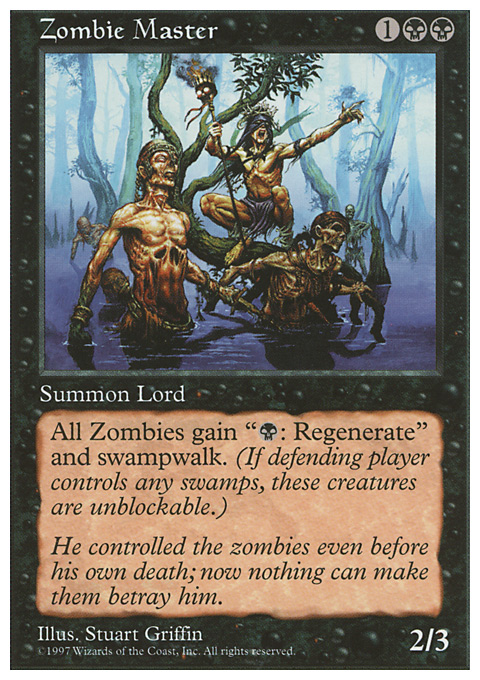 Zombie Master 1
Summon Lord
All Zombies gain “: Regenerate”
and swampwalk. (If defending player
controls any swamps, these creatures
are unblockable.)
He controlled the zombies even before
his own death; now nothing can make
them betray him.
Illus. Stuart Griffin
©1997 Wizards of the Coast, Inc. All rights reserved.
2/3